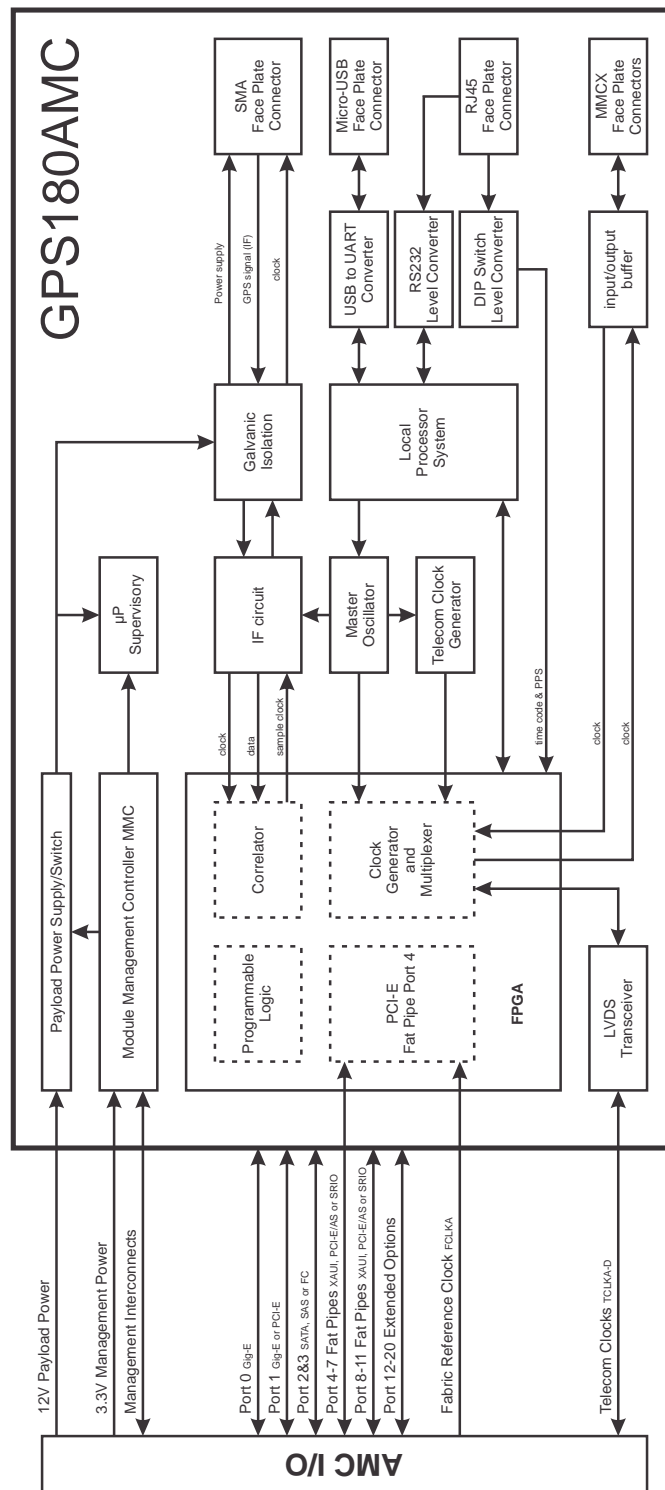 GPS180AMC
12V Payload Power
3.3V Management Power
Management Interconnects
Port 0 Gig-E
Port 1 Gig-E or PCI-E
Port 2&3 SATA, SAS or FC
Port 4-7 Fat Pipes XAUI, PCI-E/AS or SRIO
Port 8-11 Fat Pipes XAUI, PCI-E/AS or SRIO
Port 12-20 Extended Options
Fabric Reference Clock FCLKA
Telecom Clocks TCLKA-D
AMC I/O
Payload Power Supply/Switch
Module Management Controller MMC
µP
Supervisory
Programmable
Logic
Correlator
PCI-E
Fat Pipe Port 4
Clock
Generator
and
Multiplexer
FPGA
LVDS
Transceiver
clock
data
sample clock
IF circuit
Master
Oscillator
Telecom Clock
Generator
time code & PPS
clock
clock
Galvanic
Isolation
Local
Processor
System
Power supply
GPS signal (IF)
clock
USB to UART
Converter
RS232
Level Converter
DIP Switch
Level Converter
input/output
buffer
SMA
Face Plate
Connector
Micro-USB
Face Plate
Connector
RJ45
Face Plate
Connector
MMCX
Face Plate
Connectors